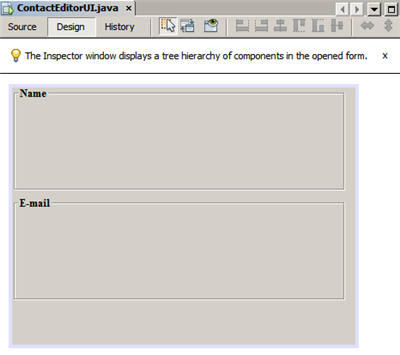 ContactEditorUI.java x
Source Design History
The Inspector window displays a tree hierarchy of components in the opened form. x
Name
E-mail